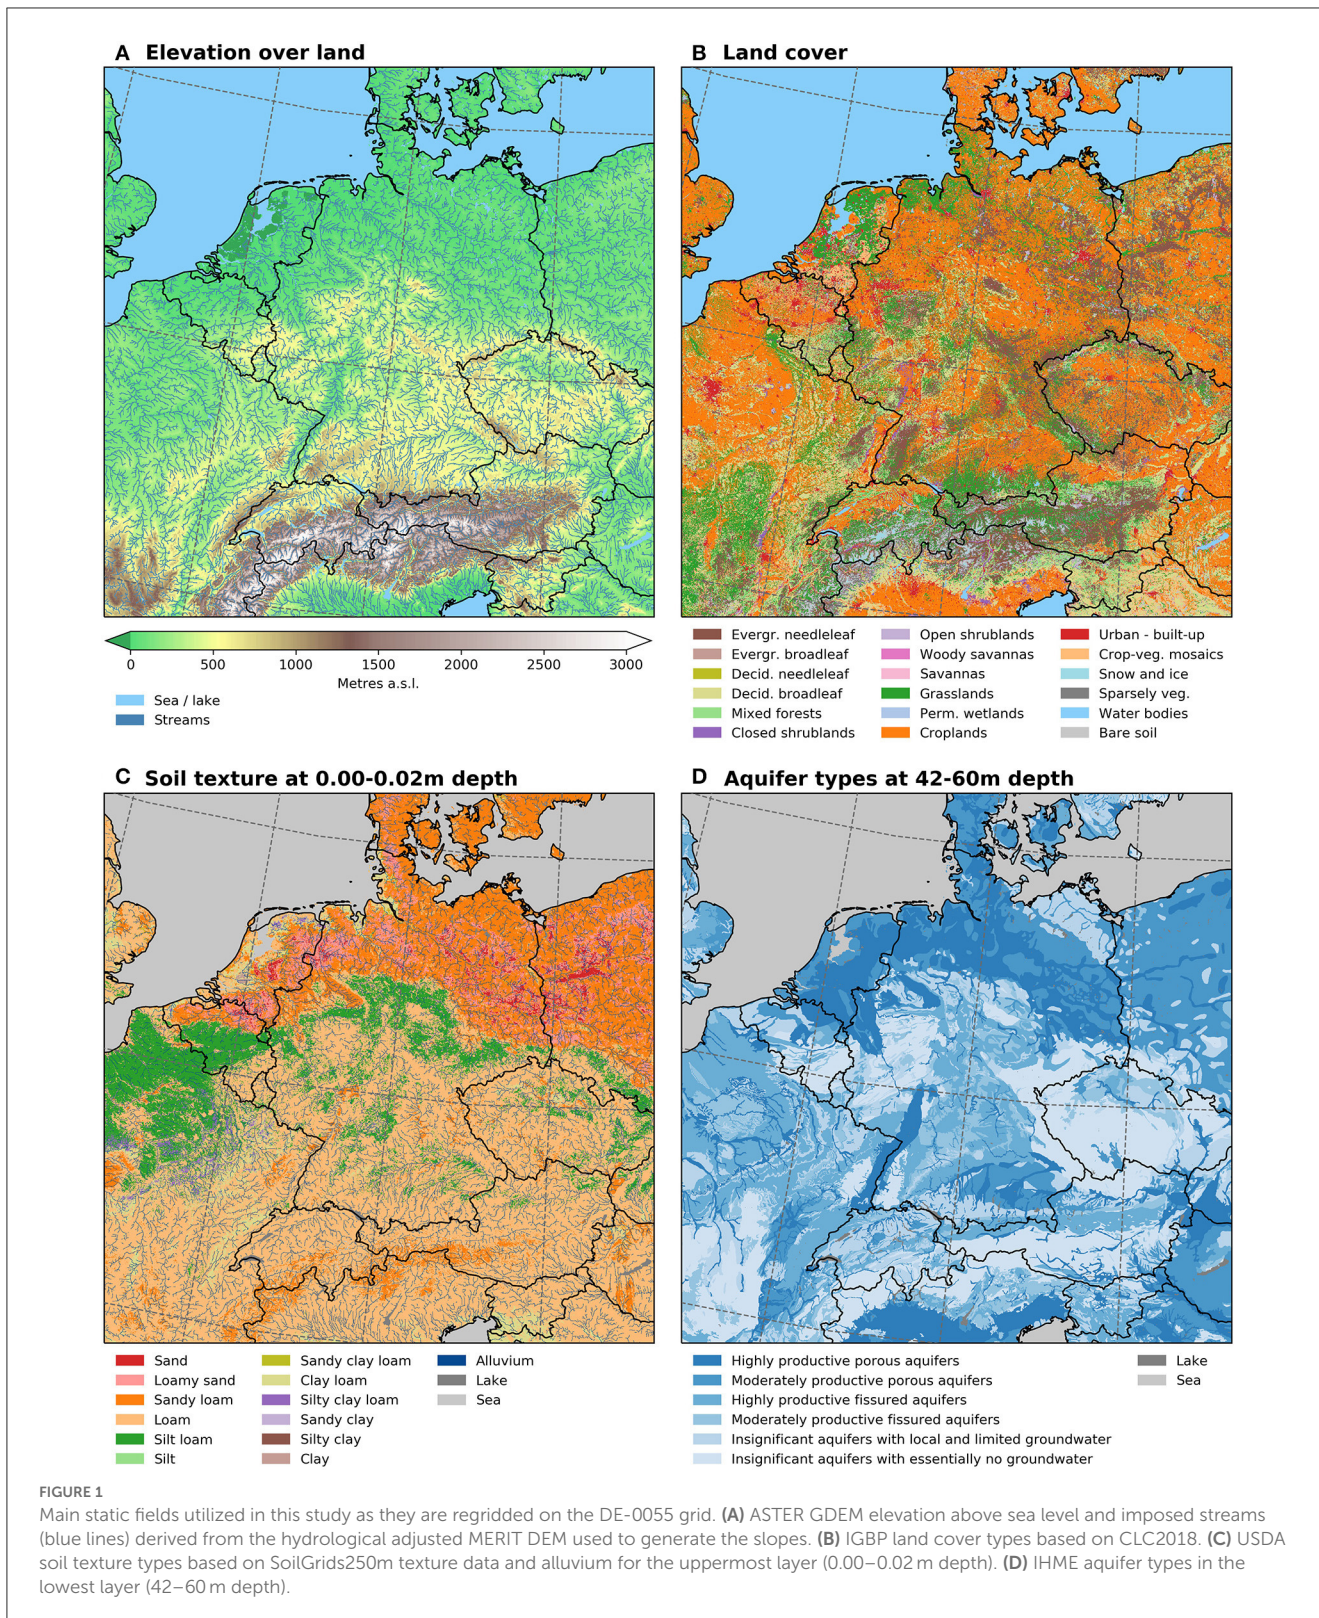 A Elevation over land
B Land cover
0 500 1000 1500 2000 2500 3000
Metres a.s.l.
Sea / lake
Streams
Evergr. needleleaf
Evergr. broadleaf
Decid. needleleaf
Decid. broadleaf
Mixed forests
Closed shrublands
Open shrublands
Woody savannas
Savannas
Grasslands
Perm. wetlands
Croplands
Urban - built-up
Crop-veg. mosaics
Snow and ice
Sparsely veg.
Water bodies
Bare soil
C Soil texture at 0.00-0.02m depth
D Aquifer types at 42-60m depth
Sand
Loamy sand
Sandy loam
Loam
Silt loam
Silt
Sandy clay loam
Clay loam
Silty clay loam
Sandy clay
Silty clay
Clay
Alluvium
Lake
Sea
Highly productive porous aquifers
Moderately productive porous aquifers
Highly productive fissured aquifers
Moderately productive fissured aquifers
Insignificant aquifers with local and limited groundwater
Insignificant aquifers with essentially no groundwater
Lake
Sea
FIGURE 1
Main static fields utilized in this study as they are regridded on the DE-0055 grid. (A) ASTER GDEM elevation above sea level and imposed streams
(blue lines) derived from the hydrological adjusted MERIT DEM used to generate the slopes. (B) IGBP land cover types based on CLC2018. (C) USDA
soil texture types based on SoilGrids250m texture data and alluvium for the uppermost layer (0.00–0.02 m depth). (D) IHME aquifer types in the
lowest layer (42–60 m depth).